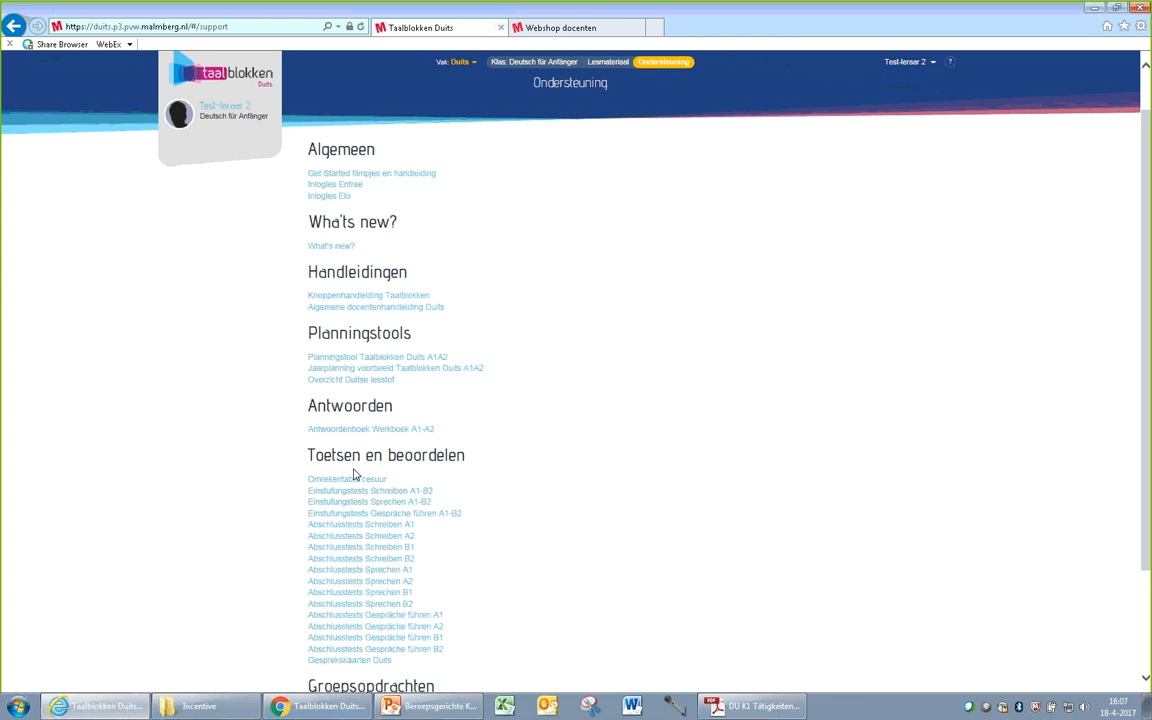 https://duits.p3.pvw.malmberg.nl/#/support
Taalblokken Duits
Webshop docenten
Share Browser WebEx
taalblokken
Duits
Vak: Duits
Klas: Deutsch für Anfänger
Lesmateriaal
Ondersteuning
Test-leraar 2
?
Ondersteuning
Test-leraar 2
Deutsch für Anfänger
Algemeen
Get Started filmpjes en handleiding
Inlogles Entree
Inlogles Elo
What's new?
What's new?
Handleidingen
Knoppenhandleiding Taalblokken
Algemene docentenhandleiding Duits
Planningstools
Planningstool Taalblokken Duits A1A2
Jaarplanning voorbeeld Taalblokken Duits A1A2
Overzicht Duitse lesstof
Antwoorden
Antwoordenboek Werkboek A1-A2
Toetsen en beoordelen
cesuur
Einstufungstests Schreiben A1-B2
Einstufungstests Sprechen A1-B2
Einstufungstests Gespräche führen A1-B2
Abschlusstests Schreiben A1
Abschlusstests Schreiben A2
Abschlusstests Schreiben B1
Abschlusstests Schreiben B2
Abschlusstests Sprechen A1
Abschlusstests Sprechen A2
Abschlusstests Sprechen B1
Abschlusstests Sprechen B2
Abschlusstests Gespräche führen A1
Abschlusstests Gespräche führen A2
Abschlusstests Gespräche führen B1
Abschlusstests Gespräche führen B2
Gesprekskaarten Duits
Groepsopdrachten
Taalblokken Duits...
Incentive
Taalblokken Duits...
Beroepsgerichte K...
DU K1 Tätigkeiten...
16:07
18-4-2017